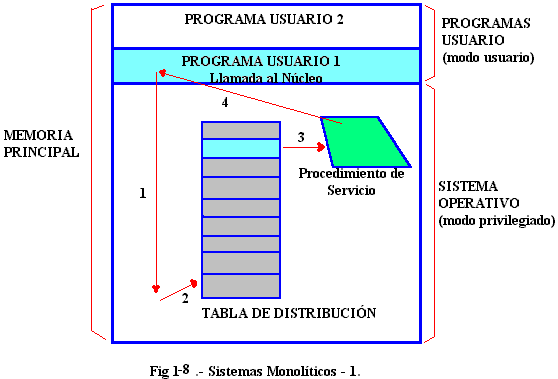 PROGRAMA USUARIO 2
PROGRAMA USUARIO 1
Llamada al Núcleo
PROGRAMAS
USUARIO
(modo usuario)
4
MEMORIA
PRINCIPAL
3
Procedimiento de
Servicio
1
SISTEMA
OPERATIVO
(modo privilegiado)
2
TABLA DE DISTRIBUCIÓN
Fig 1-8 .- Sistemas Monolíticos - 1.